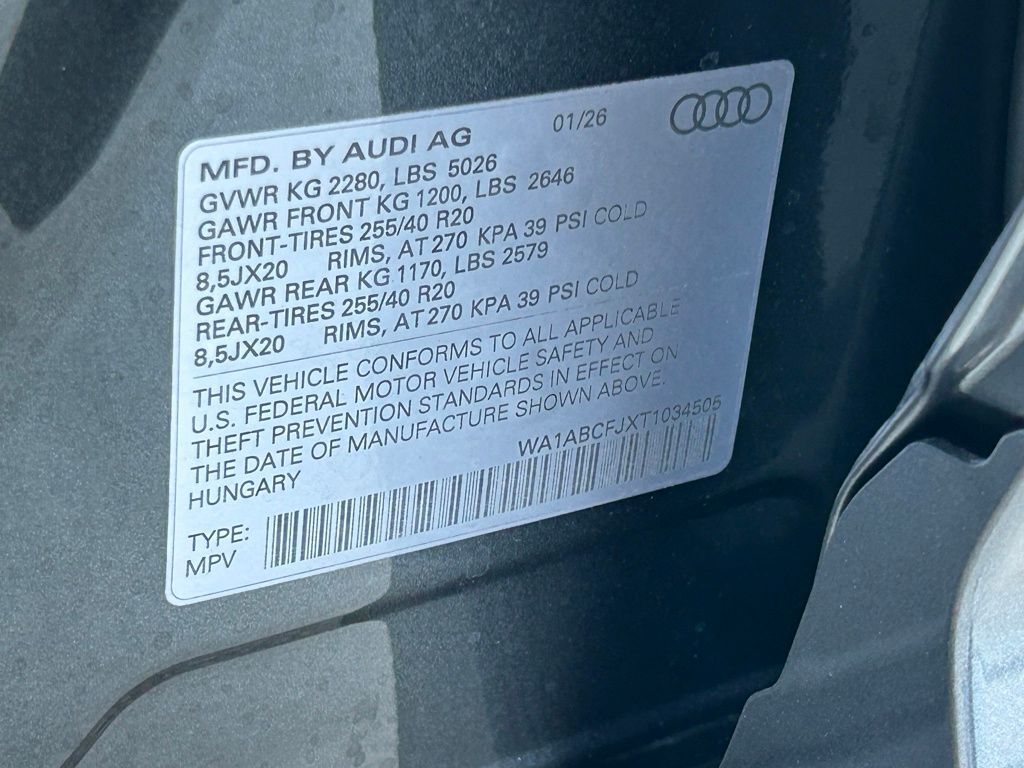 MFD. BY AUDI AG 01/26
GVWR KG 2280, LBS 5026
GAWR FRONT KG 1200, LBS 2646
FRONT-TIRES 255/40 R20
8,5JX20 RIMS, AT 270 KPA 39 PSI COLD
GAWR REAR KG 1170, LBS 2579
REAR-TIRES 255/40 R20
8,5JX20 RIMS, AT 270 KPA 39 PSI COLD
THIS VEHICLE CONFORMS TO ALL APPLICABLE
U.S. FEDERAL MOTOR VEHICLE SAFETY AND
THEFT PREVENTION STANDARDS IN EFFECT ON
THE DATE OF MANUFACTURE SHOWN ABOVE.
HUNGARY WA1ABCFJXT1034505
TYPE:
MPV